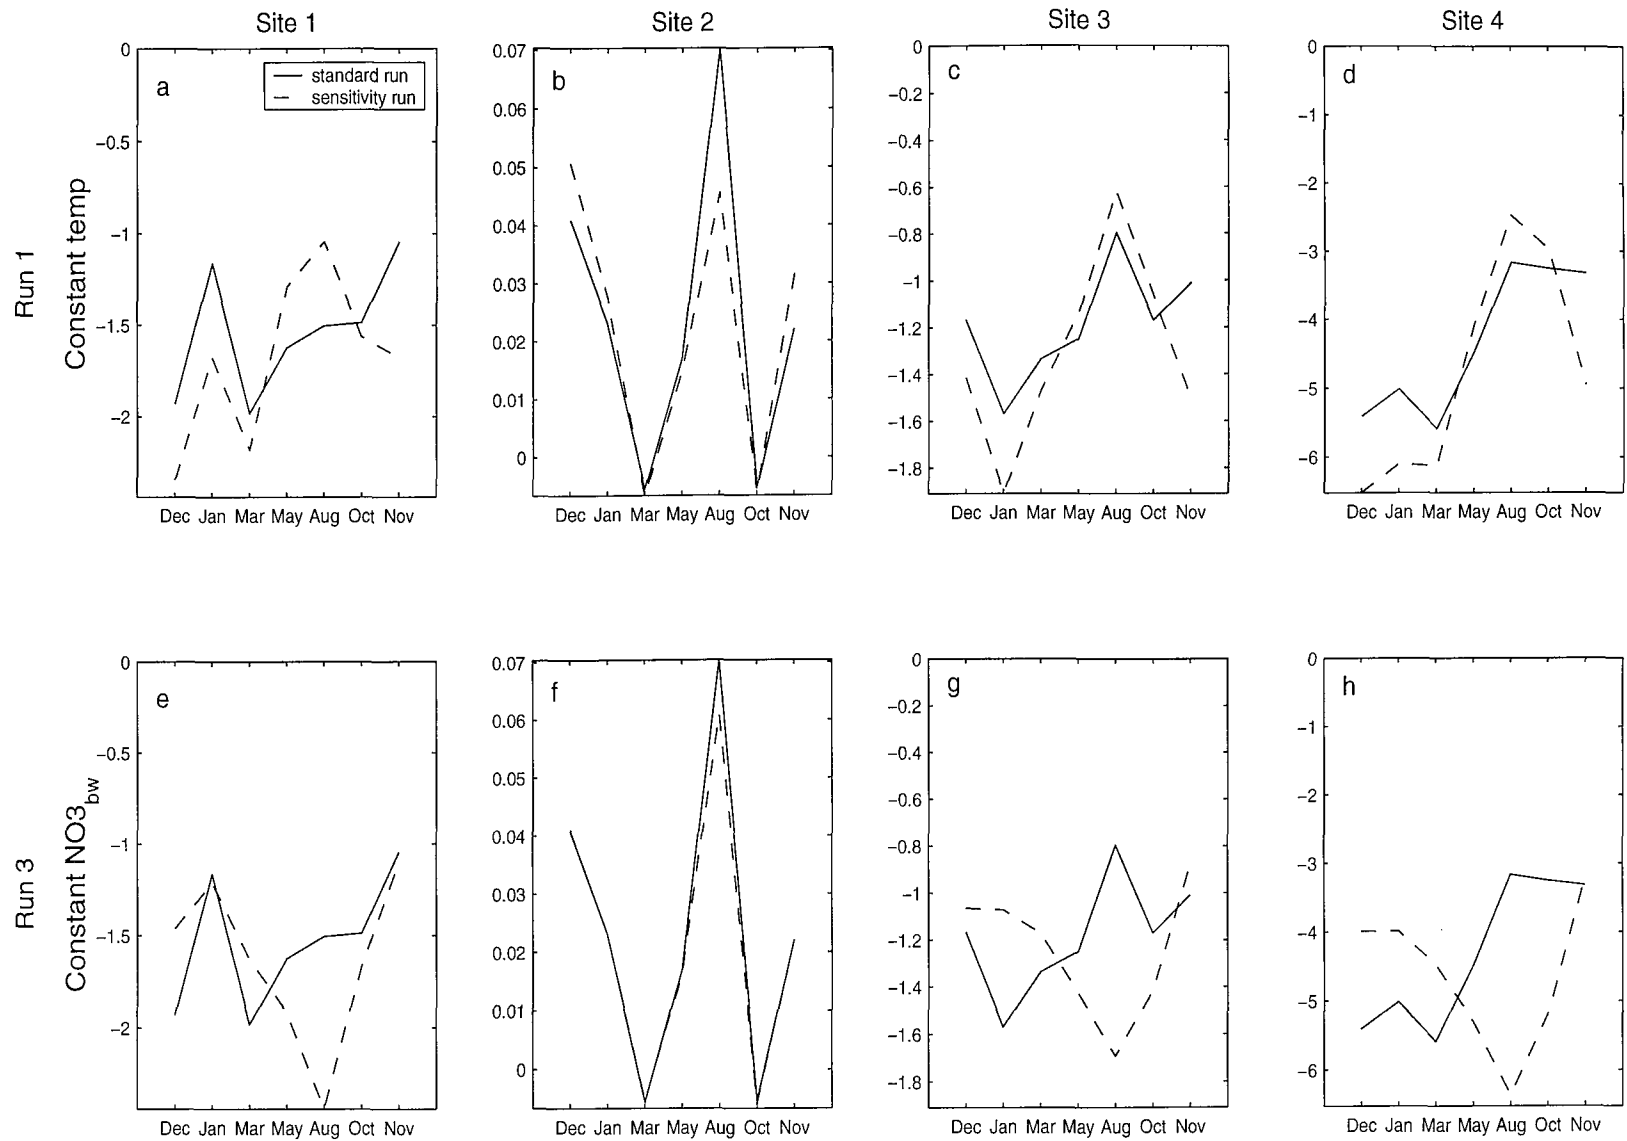 Site 1
Site 2
Site 3
Site 4
Run 1
Constant temp
a
standard run
sensitivity run
0
−0.5
−1
−1.5
−2
Dec Jan Mar May Aug Oct Nov
b
0.07
0.06
0.05
0.04
0.03
0.02
0.01
0
Dec Jan Mar May Aug Oct Nov
c
0
−0.2
−0.4
−0.6
−0.8
−1
−1.2
−1.4
−1.6
−1.8
Dec Jan Mar May Aug Oct Nov
d
0
−1
−2
−3
−4
−5
−6
Dec Jan Mar May Aug Oct Nov
Run 3
Constant NO3bw
e
0
−0.5
−1
−1.5
−2
Dec Jan Mar May Aug Oct Nov
f
0.07
0.06
0.05
0.04
0.03
0.02
0.01
0
Dec Jan Mar May Aug Oct Nov
g
0
−0.2
−0.4
−0.6
−0.8
−1
−1.2
−1.4
−1.6
−1.8
Dec Jan Mar May Aug Oct Nov
h
0
−1
−2
−3
−4
−5
−6
Dec Jan Mar May Aug Oct Nov